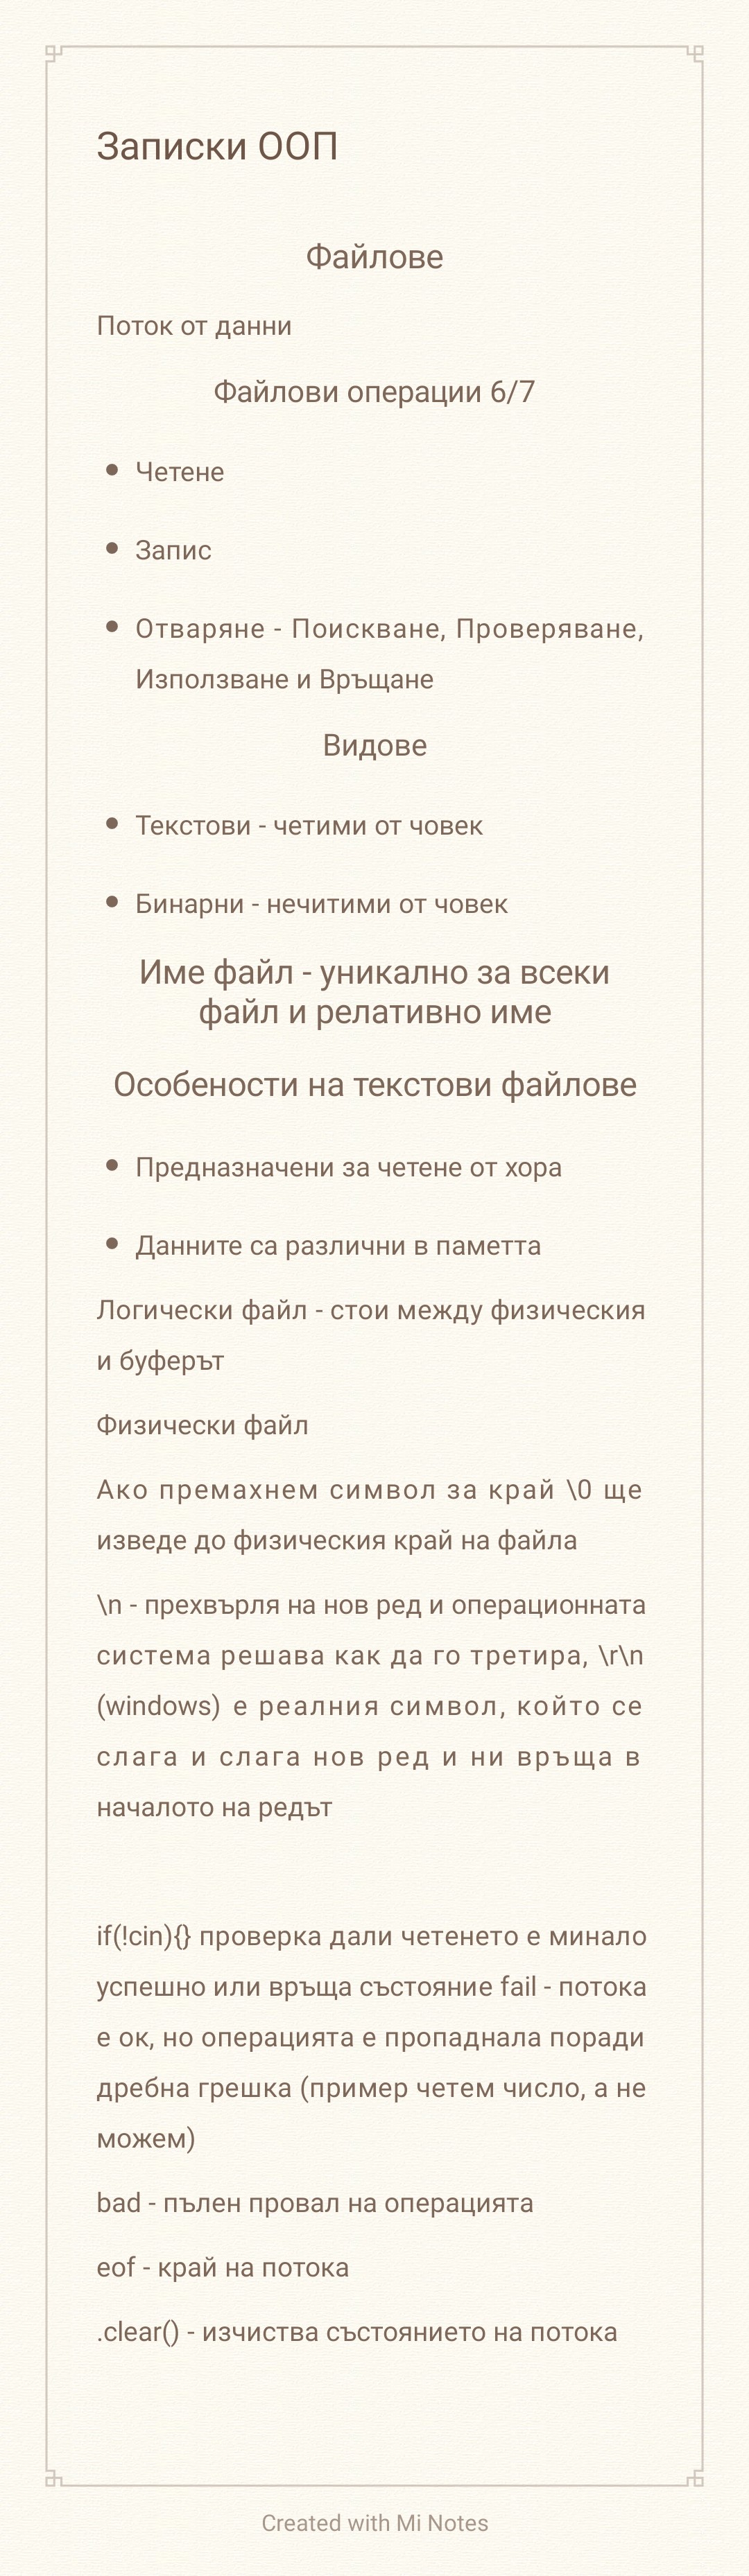 Записки ООП
Файлове
Поток от данни
Файлови операции 6/7
• Четене
• Запис
• Отваряне - Поискване, Проверяване,
Използване и Връщане
Видове
• Текстови - четими от човек
• Бинарни - нечитими от човек
Име файл - уникално за всеки
файл и релативно име
Особености на текстови файлове
• Предназначени за четене от хора
• Данните са различни в паметта
Логически файл - стои между физическия
и буферът
Физически файл
Ако премахнем символ за край \0 ще
изведе до физическия край на файла
\n - прехвърля на нов ред и операционната
система решава как да го третира, \r\n
(windows) е реалния символ, който се
слага и слага нов ред и ни връща в
началото на редът
if(!cin){} проверка дали четенето е минало
успешно или връща състояние fail - потока
е ок, но операцията е пропаднала поради
дребна грешка (пример четем число, а не
можем)
bad - пълен провал на операцията
eof - край на потока
.clear() - изчиства състоянието на потока
Created with Mi Notes